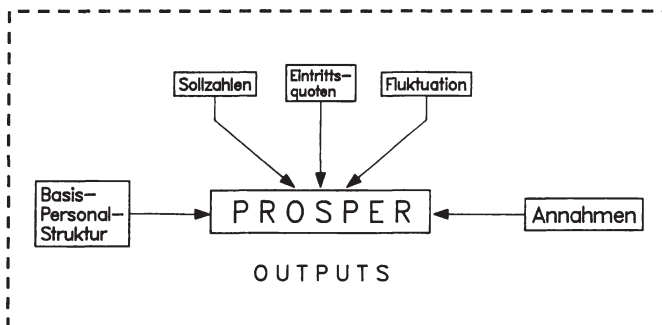 Sollzahlen
Eintritts-
quoten
Fluktuation
Basis-
Personal-
Struktur
PROSPER
Annahmen
OUTPUTS